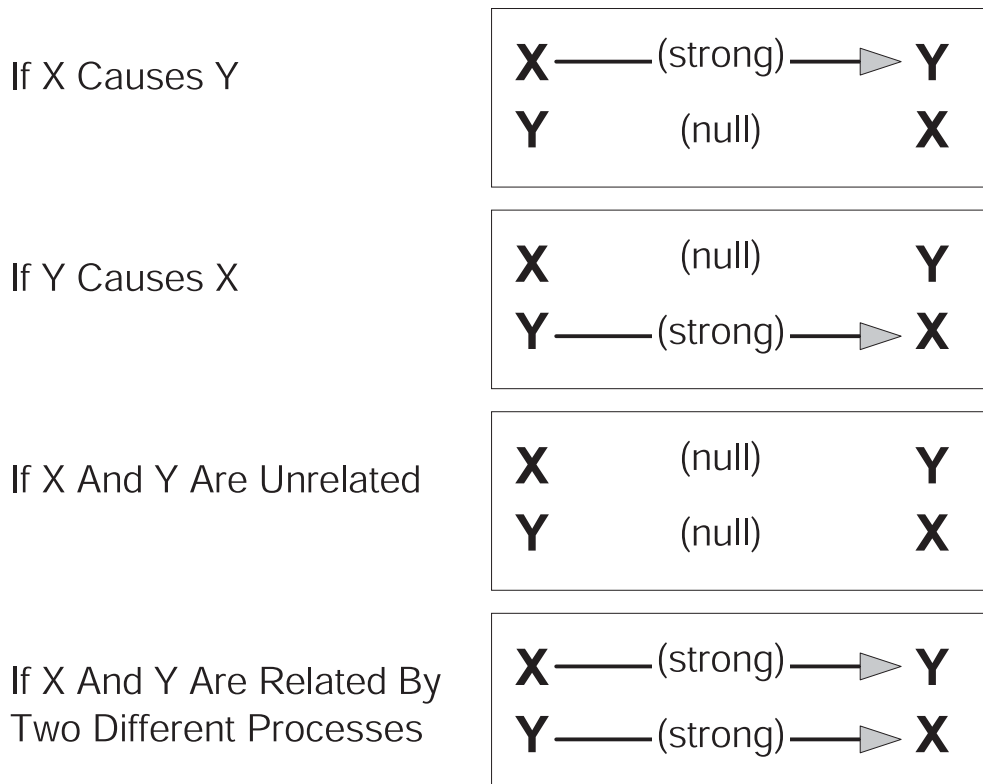 If X Causes Y
X (strong) Y
Y (null) X
If Y Causes X
X (null) Y
Y (strong) X
If X And Y Are Unrelated
X (null) Y
Y (null) X
If X And Y Are Related By
Two Different Processes
X (strong) Y
Y (strong) X